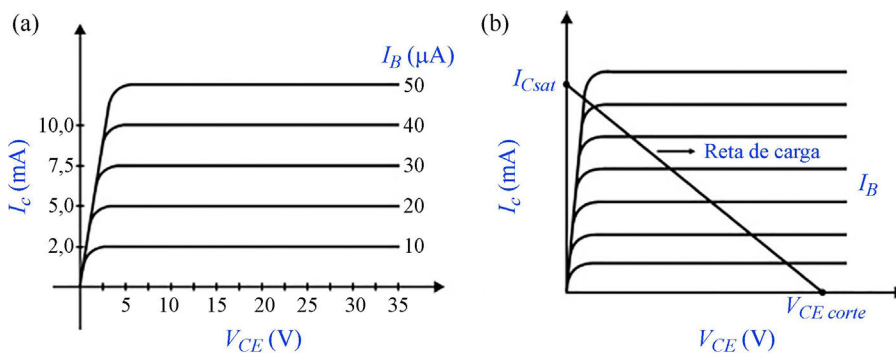 (a)
I_B (μA)
50
40
30
20
10
10,0
7,5
5,0
2,0
I_c (mA)
5 10 15 20 25 30 35
V_CE (V)
(b)
I_Csat
Reta de carga
I_B
I_c (mA)
V_CE corte
V_CE (V)